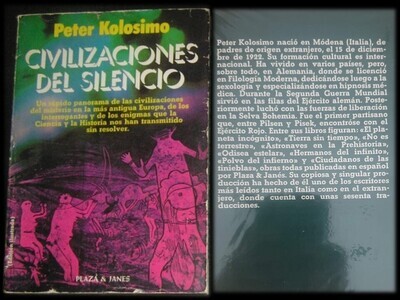 Peter Kolosimo
CIVILIZACIONES
DEL SILENCIO
Un rápido panorama de las civilizaciones
del misterio en la más antigua Europa, de los
interrogantes y de los enigmas que la
Ciencia y la Historia nos han transmitido
sin resolver.
PLAZA & JANES
Peter Kolosimo nació en Módena (Italia), de
padres de origen extranjero, el 15 de diciem-
bre de 1922. Su formación cultural es inter-
nacional. Ha vivido en varios países, pero,
sobre todo, en Alemania, donde se licenció
en Filología Moderna, dedicándose luego a la
sexología y especializándose en hipnosis mé-
dica. Durante la Segunda Guerra Mundial
sirvió en las filas del Ejército alemán. Poste-
riormente luchó con las fuerzas de liberación
en la Selva Bohemia. Fue el primer partisano
que, entre Pilsen y Pisek, encontróse con el
Ejército Rojo. Entre sus libros figuran: «El pla-
neta incógnito», «Tierra sin tiempo», «No es
terrestre», «Astronaves en la Prehistoria»,
«Odisea estelar», «Hermanos del infinito»,
«Polvo del infierno» y «Ciudadanos de las
tinieblas», obras todas publicadas en español
por Plaza & Janés. Su copiosa y singular pro-
ducción ha hecho de él uno de los escritores
más leídos tanto en Italia como en el extran-
jero, donde cuenta con unas sesenta tra-
ducciones.